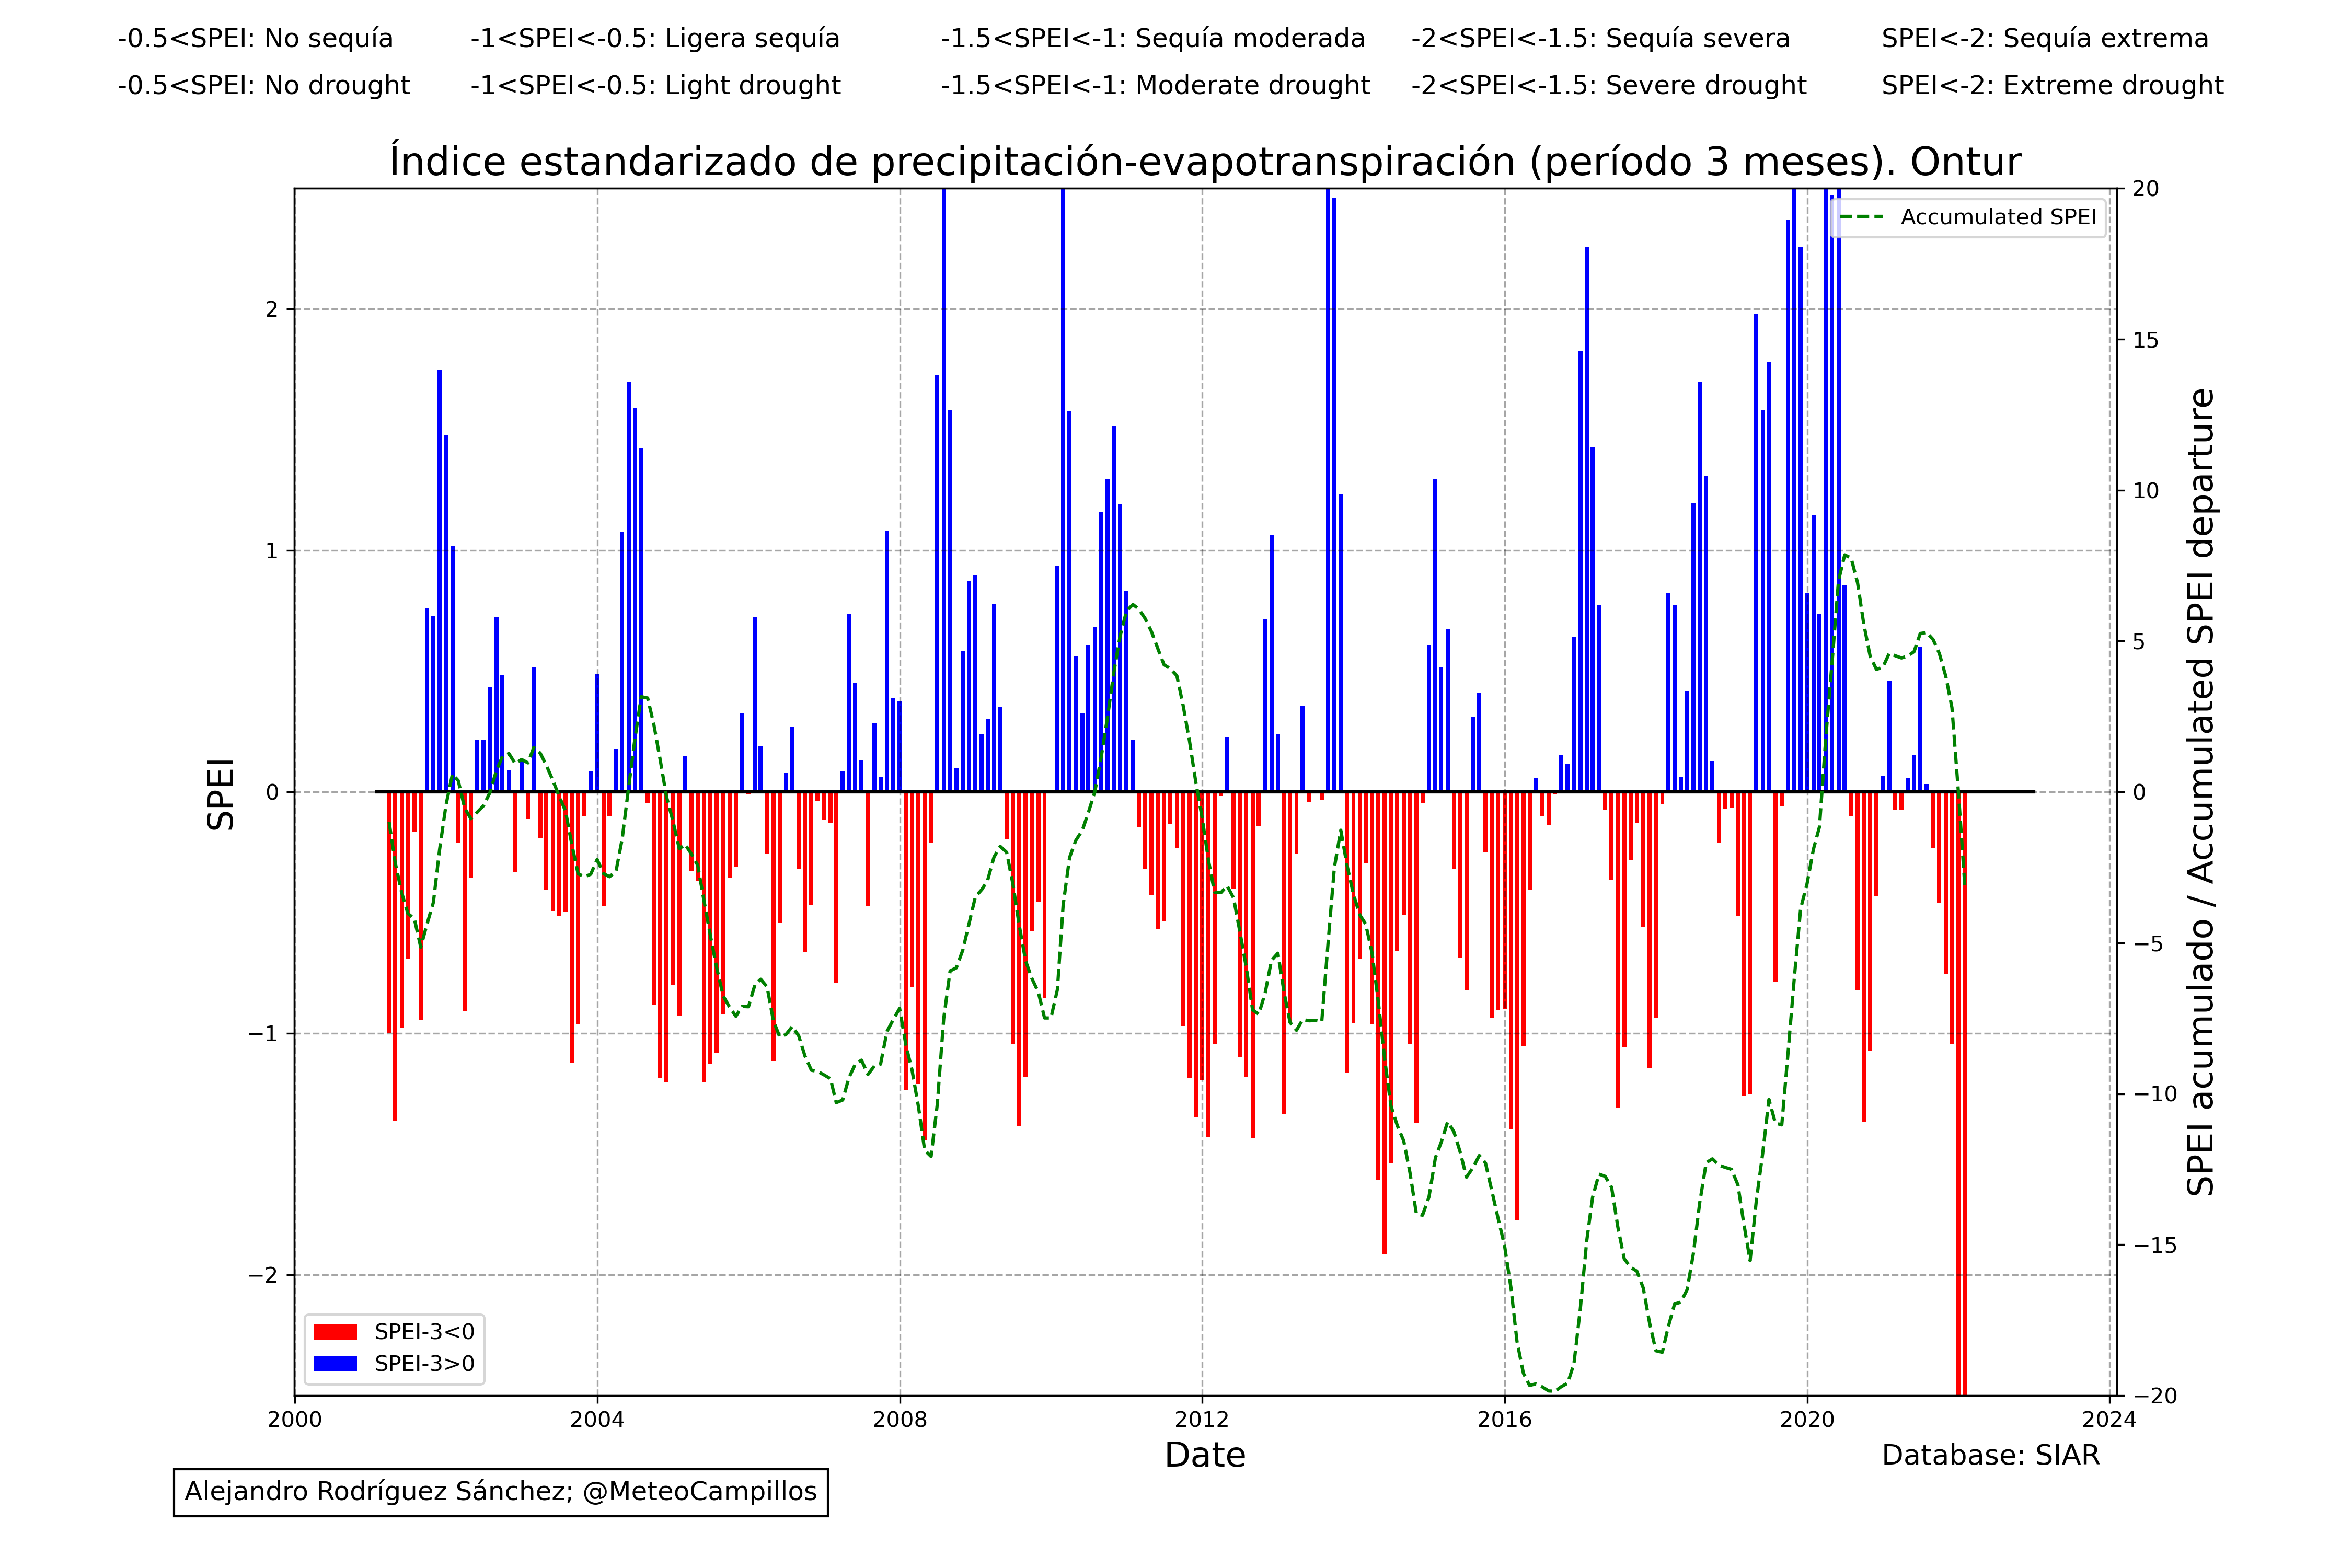 -0.5<SPEI: No sequía -1<SPEI<-0.5: Ligera sequía -1.5<SPEI<-1: Sequía moderada -2<SPEI<-1.5: Sequía severa SPEI<-2: Sequía extrema
-0.5<SPEI: No drought -1<SPEI<-0.5: Light drought -1.5<SPEI<-1: Moderate drought -2<SPEI<-1.5: Severe drought SPEI<-2: Extreme drought
Índice estandarizado de precipitación-evapotranspiración (período 3 meses). Ontur
SPEI
2
1
0
−1
−2
Accumulated SPEI
20
15
10
5
0
−5
−10
−15
−20
SPEI acumulado / Accumulated SPEI departure
SPEI-3<0
SPEI-3>0
2000 2004 2008 2012 2016 2020 2024
Date
Database: SIAR
Alejandro Rodríguez Sánchez; @MeteoCampillos